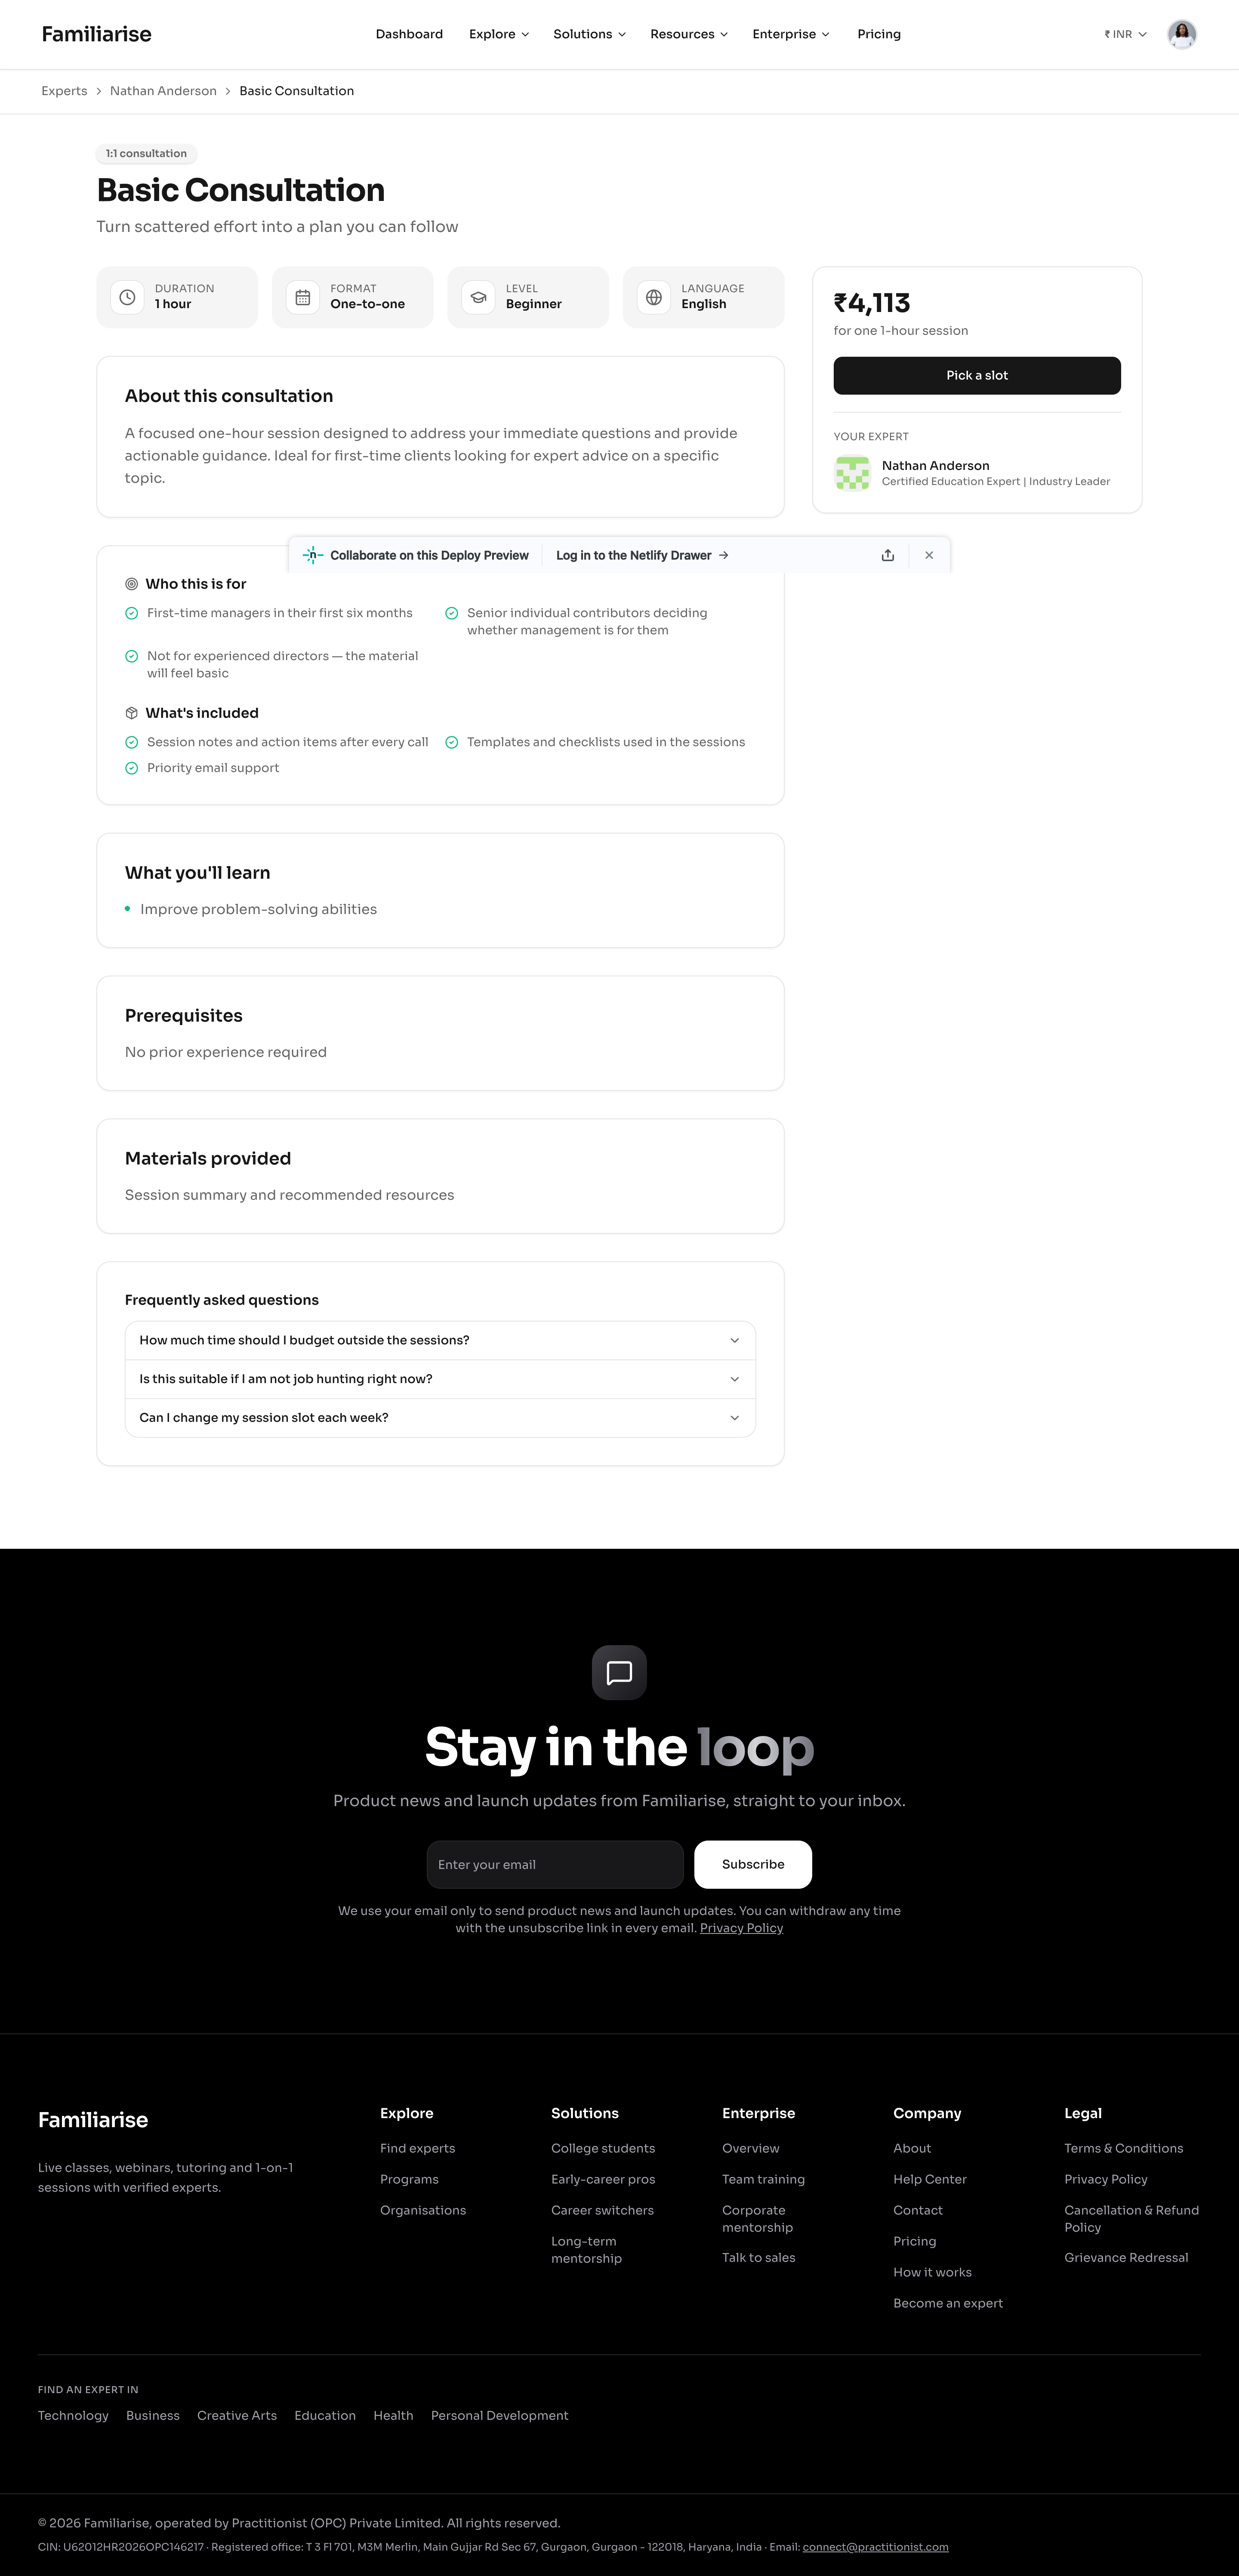 Familiarise
Dashboard
Explore
Solutions
Resources
Enterprise
Pricing
₹ INR
Experts > Nathan Anderson > Basic Consultation
1:1 consultation
Basic Consultation
Turn scattered effort into a plan you can follow
DURATION
1 hour
FORMAT
One-to-one
LEVEL
Beginner
LANGUAGE
English
₹4,113
for one 1-hour session
Pick a slot
YOUR EXPERT
Nathan Anderson
Certified Education Expert | Industry Leader
About this consultation
A focused one-hour session designed to address your immediate questions and provide
actionable guidance. Ideal for first-time clients looking for expert advice on a specific
topic.
Collaborate on this Deploy Preview
Log in to the Netlify Drawer →
Who this is for
First-time managers in their first six months
Senior individual contributors deciding
whether management is for them
Not for experienced directors — the material
will feel basic
What's included
Session notes and action items after every call
Templates and checklists used in the sessions
Priority email support
What you'll learn
Improve problem-solving abilities
Prerequisites
No prior experience required
Materials provided
Session summary and recommended resources
Frequently asked questions
How much time should I budget outside the sessions?
Is this suitable if I am not job hunting right now?
Can I change my session slot each week?
Stay in the loop
Product news and launch updates from Familiarise, straight to your inbox.
Enter your email
Subscribe
We use your email only to send product news and launch updates. You can withdraw any time
with the unsubscribe link in every email. Privacy Policy
Familiarise
Live classes, webinars, tutoring and 1-on-1
sessions with verified experts.
Explore
Find experts
Programs
Organisations
Solutions
College students
Early-career pros
Career switchers
Long-term
mentorship
Enterprise
Overview
Team training
Corporate
mentorship
Talk to sales
Company
About
Help Center
Contact
Pricing
How it works
Become an expert
Legal
Terms & Conditions
Privacy Policy
Cancellation & Refund
Policy
Grievance Redressal
FIND AN EXPERT IN
Technology
Business
Creative Arts
Education
Health
Personal Development
© 2026 Familiarise, operated by Practitionist (OPC) Private Limited. All rights reserved.
CIN: U62012HR2026OPC146217 · Registered office: T 3 Fl 701, M3M Merlin, Main Gujjar Rd Sec 67, Gurgaon, Gurgaon - 122018, Haryana, India · Email: connect@practitionist.com